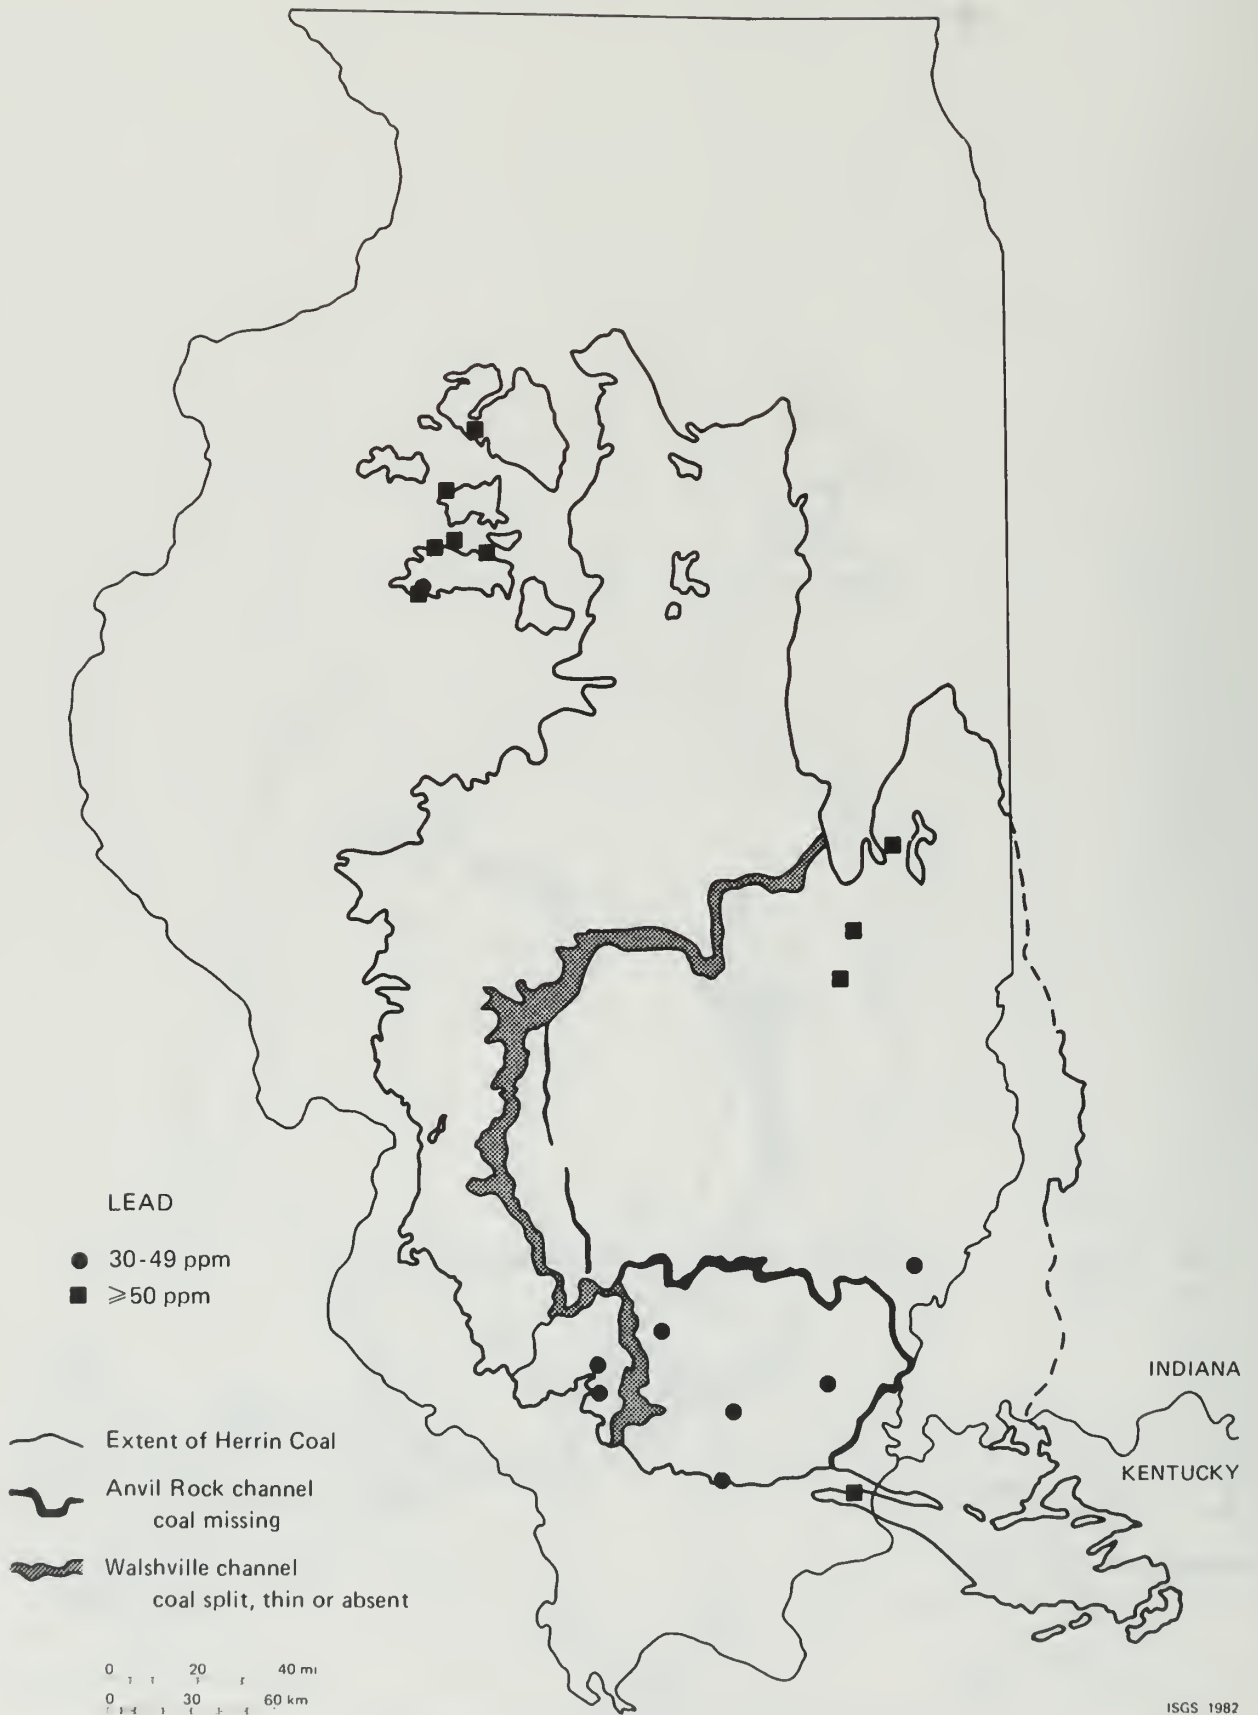 LEAD
30-49 ppm
⩾50 ppm
INDIANA
KENTUCKY
Extent of Herrin Coal
Anvil Rock channel
coal missing
Walshville channel
coal split, thin or absent
0 20 40 mi
0 30 60 km
ISGS 1982